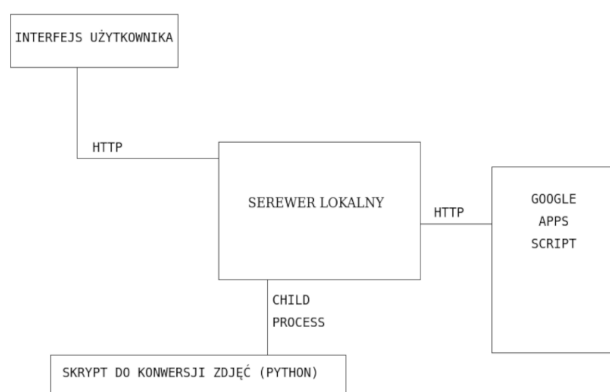 INTERFEJS UŻYTKOWNIKA
HTTP
SEREWER LOKALNY
HTTP
GOOGLE
APPS
SCRIPT
CHILD
PROCESS
SKRYPT DO KONWERSJI ZDJĘĆ (PYTHON)